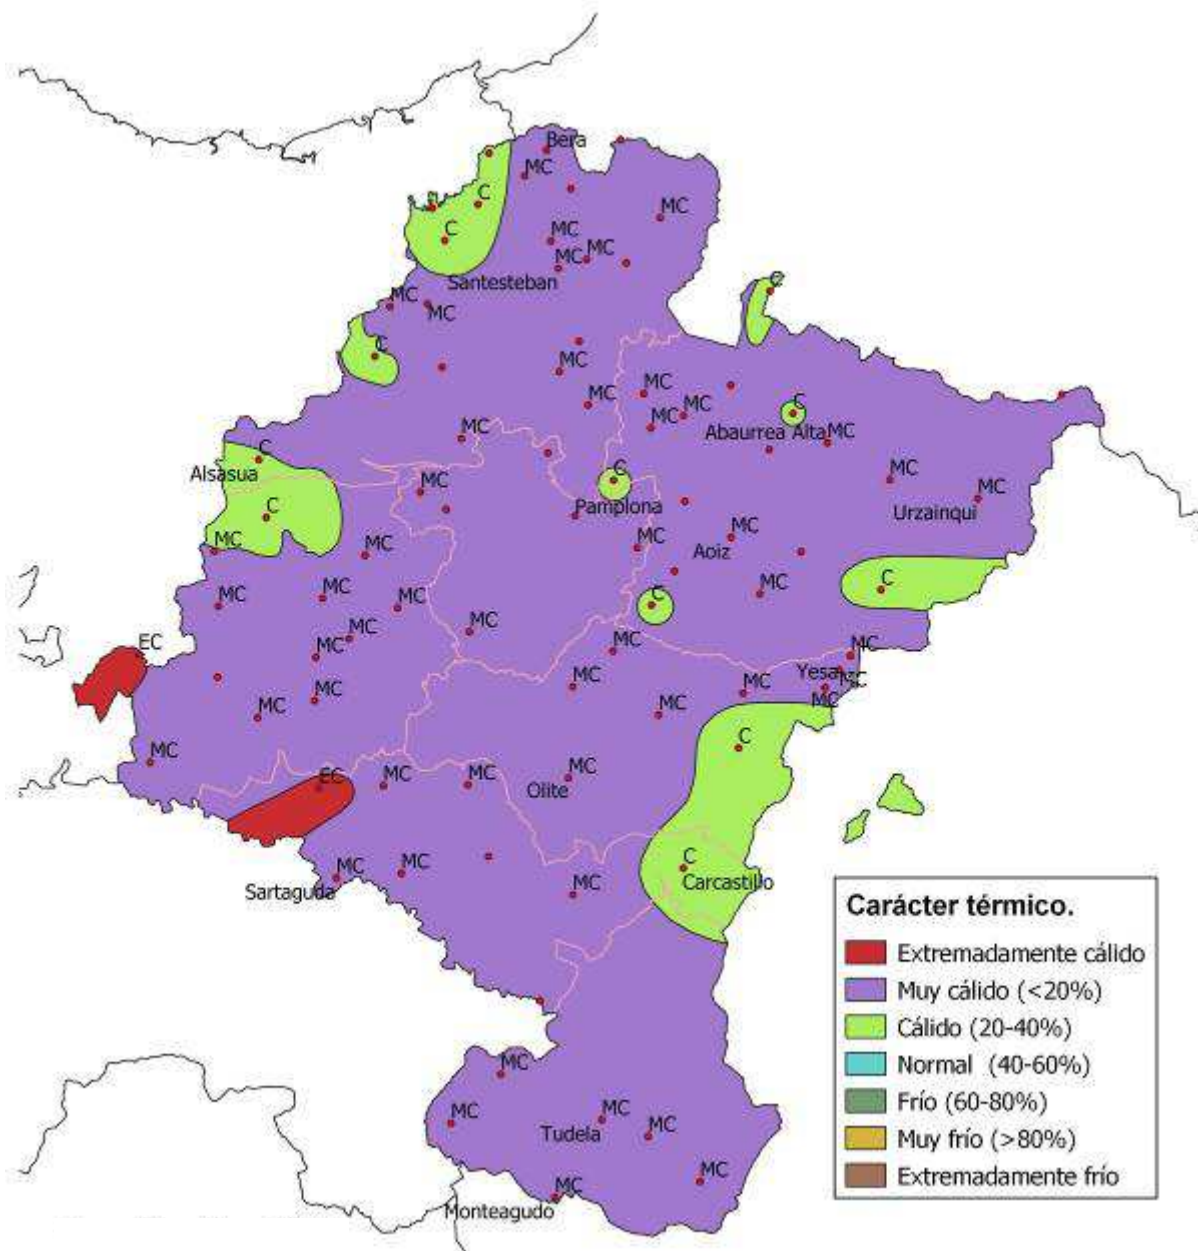 Bera
MC
MC
C
C
MC
MC
MC
Santesteban
C
MC
MC
C
MC
MC
MC
MC
C
MC
Abaurrea Alta
MC
MC
C
Alsasua
C
MC
MC
Urzainqui
MC
C
Pamplona
MC
MC
MC
Aoiz
MC
C
MC
MC
MC
C
MC
MC
MC
EC
MC
MC
Yesa
MC
MC
MC
MC
MC
MC
MC
C
MC
EC
MC
MC
MC
Olite
MC
MC
C
Carcastillo
Sartaguda
MC
Carácter térmico.
Extremadamente cálido
Muy cálido (<20%)
Cálido (20-40%)
Normal (40-60%)
Frío (60-80%)
Muy frío (>80%)
Extremadamente frío
MC
MC
MC
Tudela
MC
MC
MC
Monteagudo